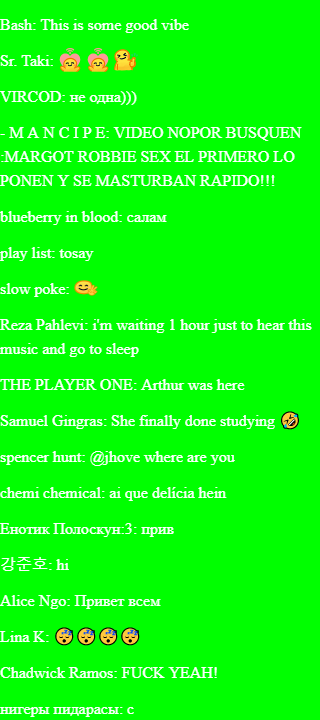 Bash: This is some good vibe
Sr. Taki:
VIRCOD: не одна)))
- M A N C I P E: VIDEO NOPOR BUSQUEN
:MARGOT ROBBIE SEX EL PRIMERO LO
PONEN Y SE MASTURBAN RAPIDO!!!
blueberry in blood: салам
play list: tosay
slow poke:
Reza Pahlevi: i'm waiting 1 hour just to hear this
music and go to sleep
THE PLAYER ONE: Arthur was here
Samuel Gingras: She finally done studying 🤣
spencer hunt: @jhove where are you
chemi chemical: ai que delícia hein
Енотик Полоскун:3: прив
강준호: hi
Alice Ngo: Привет всем
Lina K: 😴😴😴😴
Chadwick Ramos: FUCK YEAH!
нигеры пидарасы: с